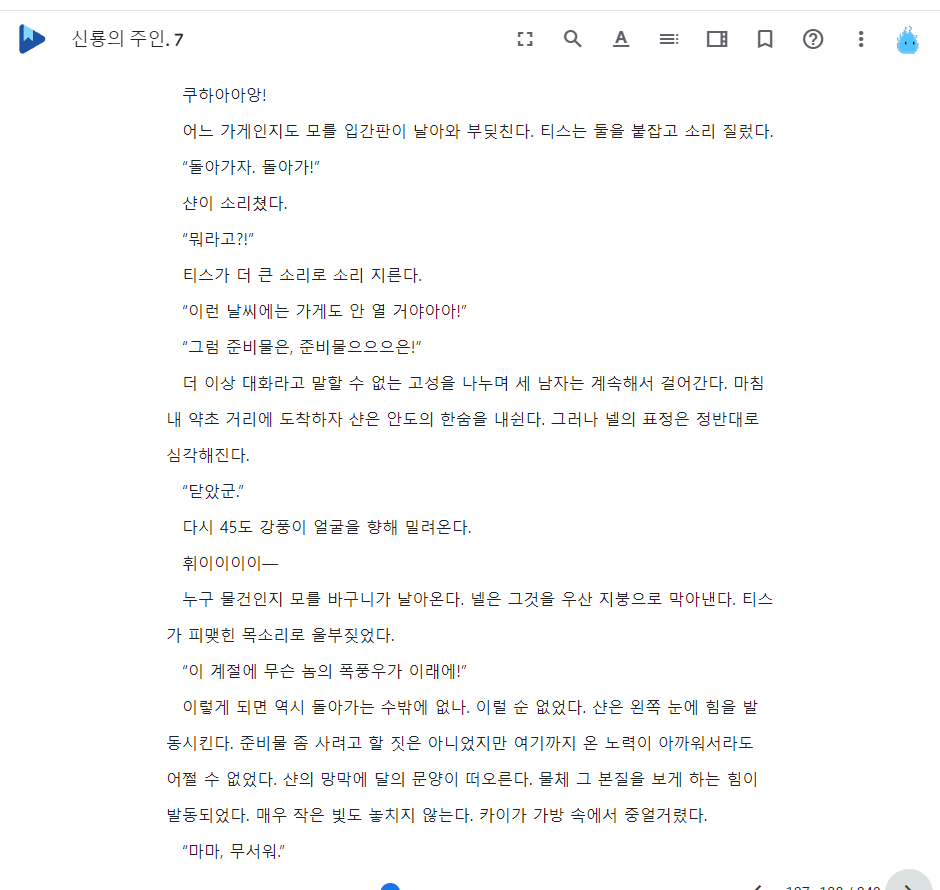 신룡의 주인. 7
쿠하아아앙!
어느 가게인지도 모를 입간판이 날아와 부딪친다. 티스는 둘을 붙잡고 소리 질렀다.
“돌아가자. 돌아가!”
샨이 소리쳤다.
“뭐라고?!”
티스가 더 큰 소리로 소리 지른다.
“이런 날씨에는 가게도 안 열 거야아아!”
“그럼 준비물은, 준비물으으으은!”
더 이상 대화라고 말할 수 없는 고성을 나누며 세 남자는 계속해서 걸어간다. 마침
내 약초 거리에 도착하자 샨은 안도의 한숨을 내쉰다. 그러나 넬의 표정은 정반대로
심각해진다.
“닫았군.”
다시 45도 강풍이 얼굴을 향해 밀려온다.
휘이이이이―
누구 물건인지 모를 바구니가 날아온다. 넬은 그것을 우산 지붕으로 막아낸다. 티스
가 피맺힌 목소리로 울부짖었다.
“이 계절에 무슨 놈의 폭풍우가 이래에!”
이렇게 되면 역시 돌아가는 수밖에 없나. 이럴 순 없었다. 샨은 왼쪽 눈에 힘을 발
동시킨다. 준비물 좀 사려고 할 짓은 아니었지만 여기까지 온 노력이 아까워서라도
어쩔 수 없었다. 샨의 망막에 달의 문양이 떠오른다. 물체 그 본질을 보게 하는 힘이
발동되었다. 매우 작은 빛도 놓치지 않는다. 카이가 가방 속에서 중얼거렸다.
“마마, 무서워.”